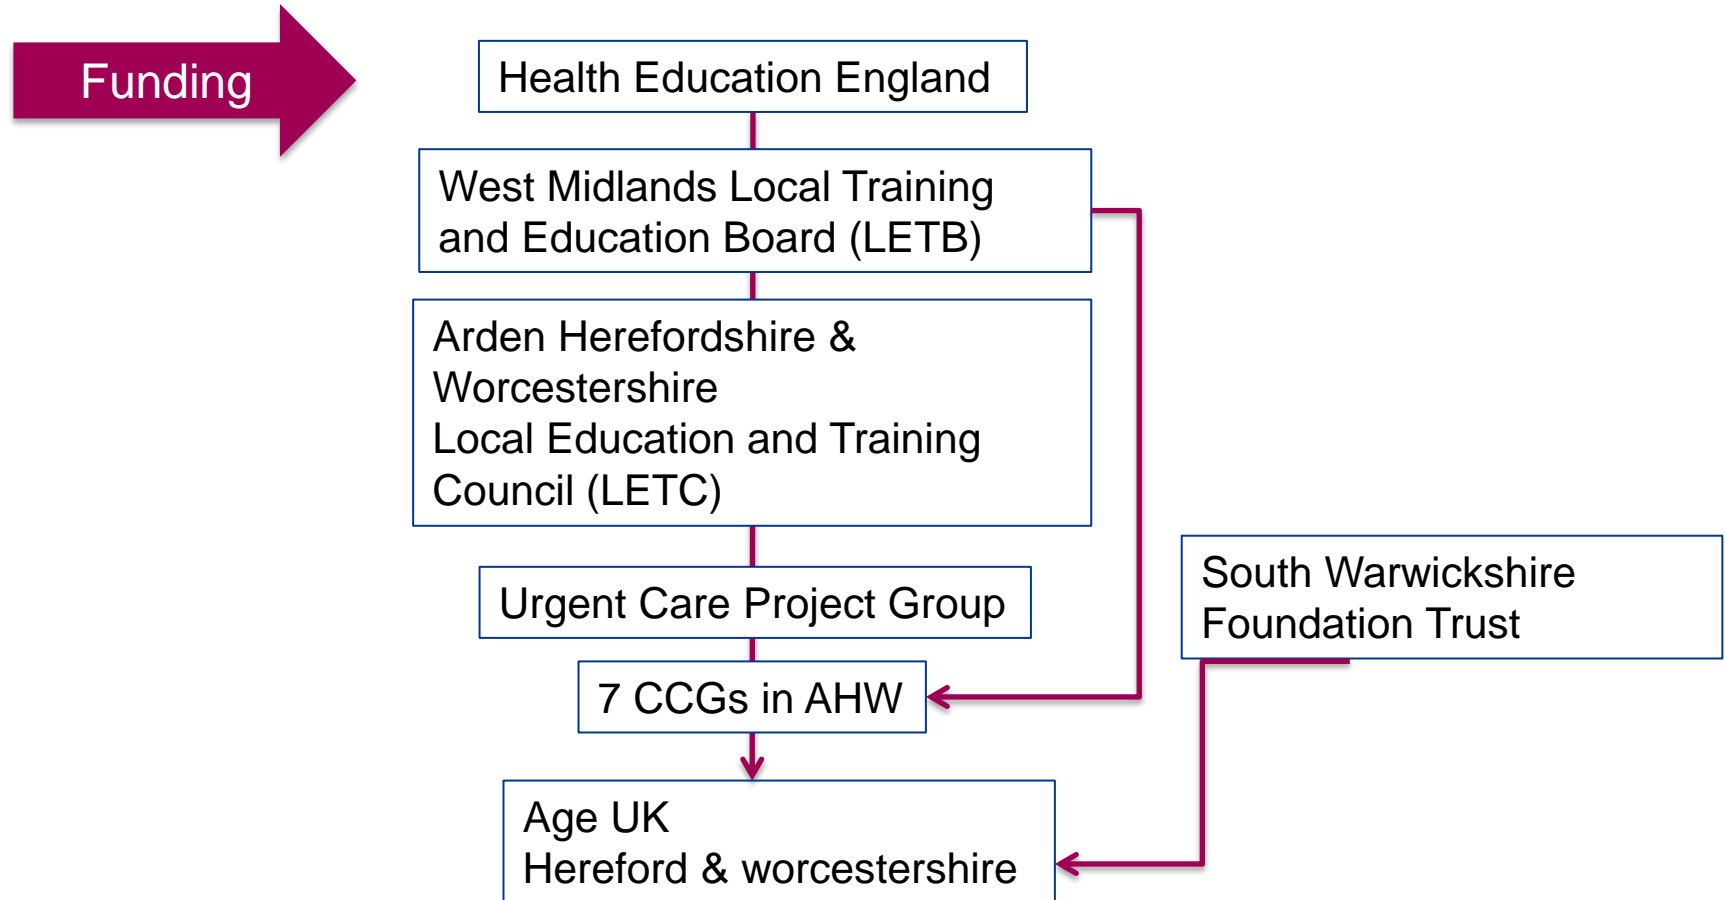 Funding
Health Education England
West Midlands Local Training
and Education Board (LETB)
Arden Herefordshire &
Worcestershire
Local Education and Training
Council (LETC)
Urgent Care Project Group
South Warwickshire
Foundation Trust
7 CCGs in AHW
Age UK
Hereford & worcestershire